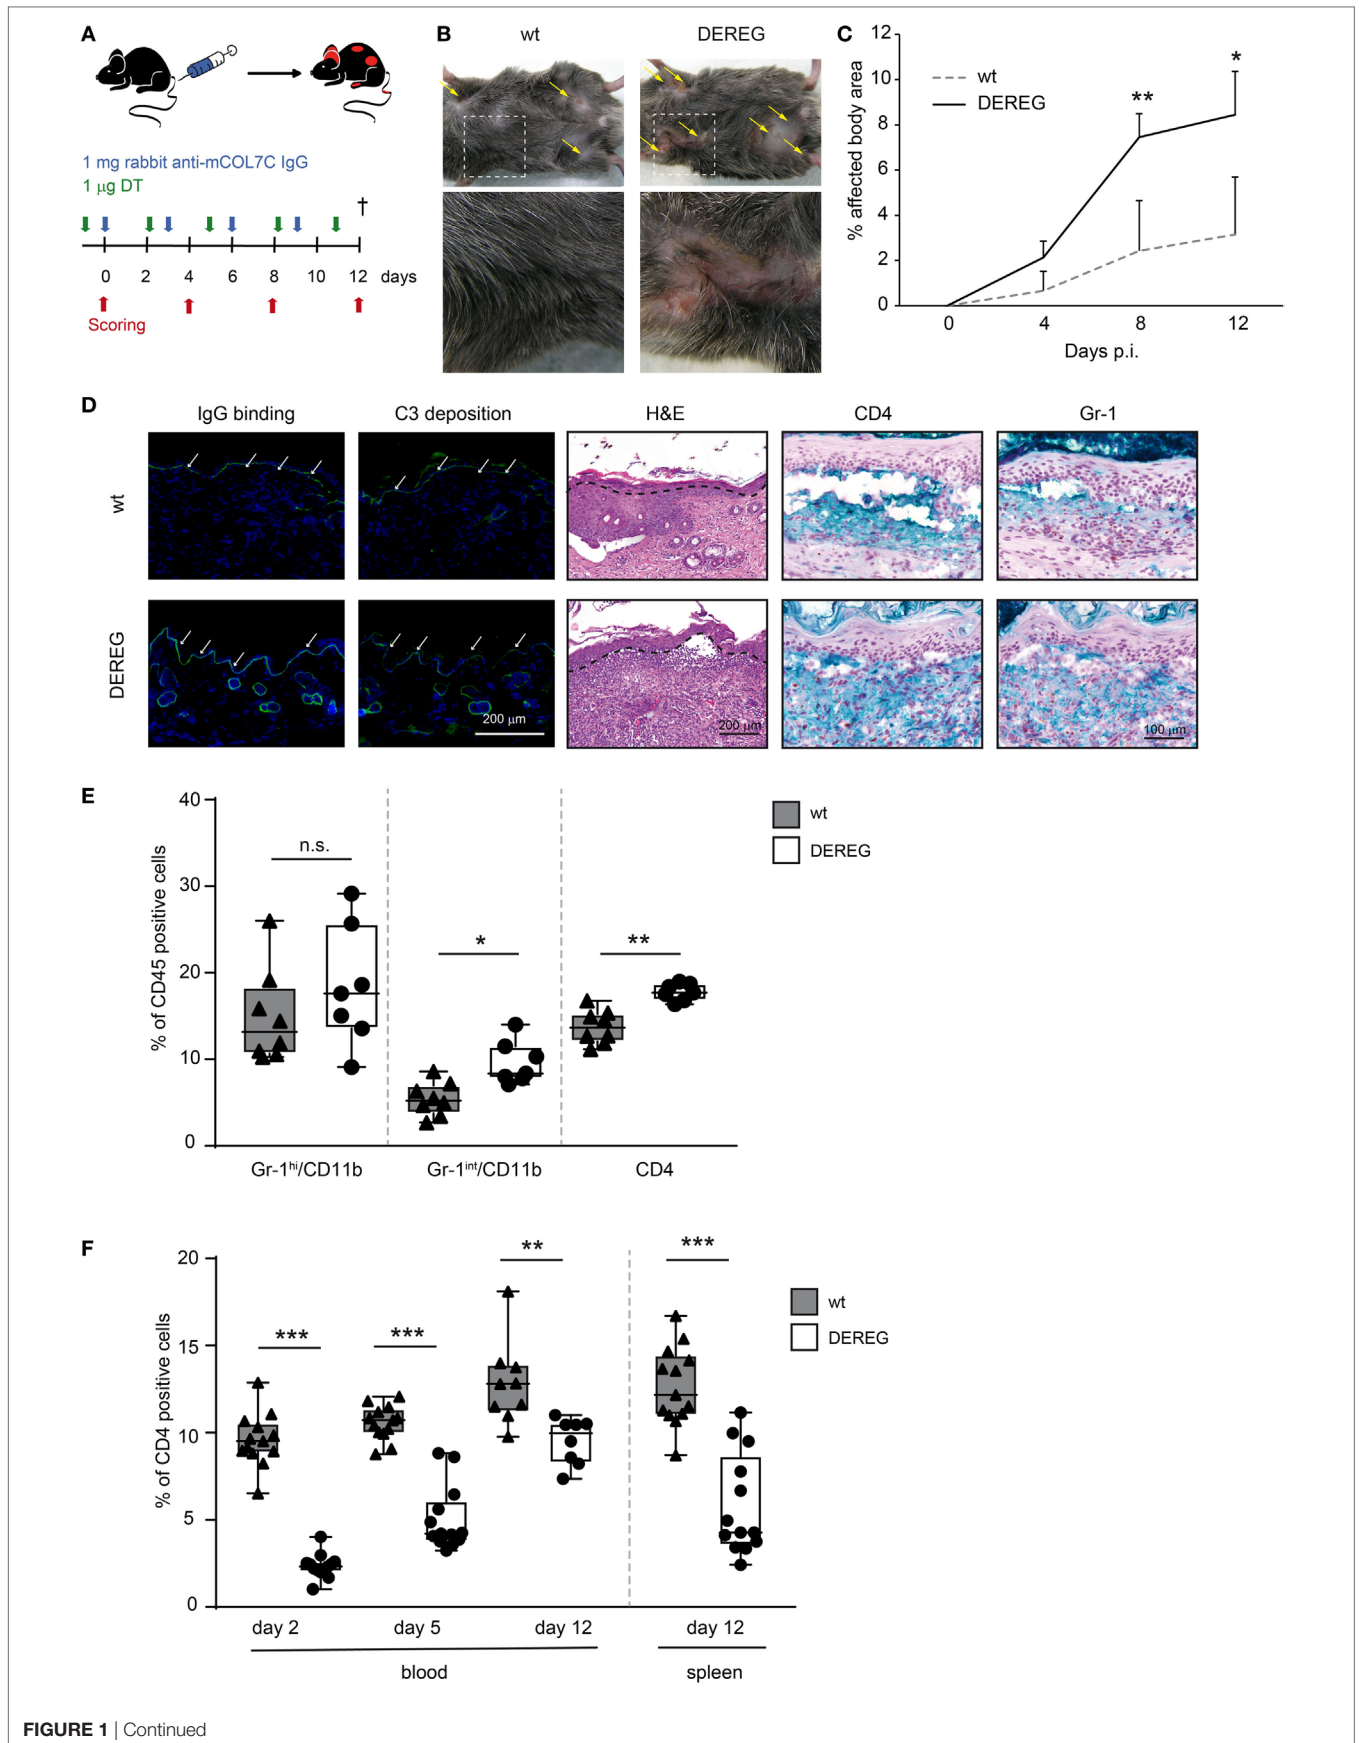 A
1 mg rabbit anti-mCOL7C IgG
1 μg DT
†
0 2 4 6 8 10 12 days
Scoring
B
wt DEREG
C
12
10
8
6
4
2
0
% affected body area
wt
DEREG
**
*
0 4 8 12
Days p.i.
D
IgG binding C3 deposition H&E CD4 Gr-1
wt
DEREG
200 μm
200 μm
100 μm
E
40
30
20
10
0
% of CD45 positive cells
n.s.
*
**
wt
DEREG
Gr-1hi/CD11b Gr-1int/CD11b CD4
F
20
15
10
5
0
% of CD4 positive cells
***
***
**
***
wt
DEREG
day 2 day 5 day 12 day 12
blood spleen
FIGURE 1 | Continued